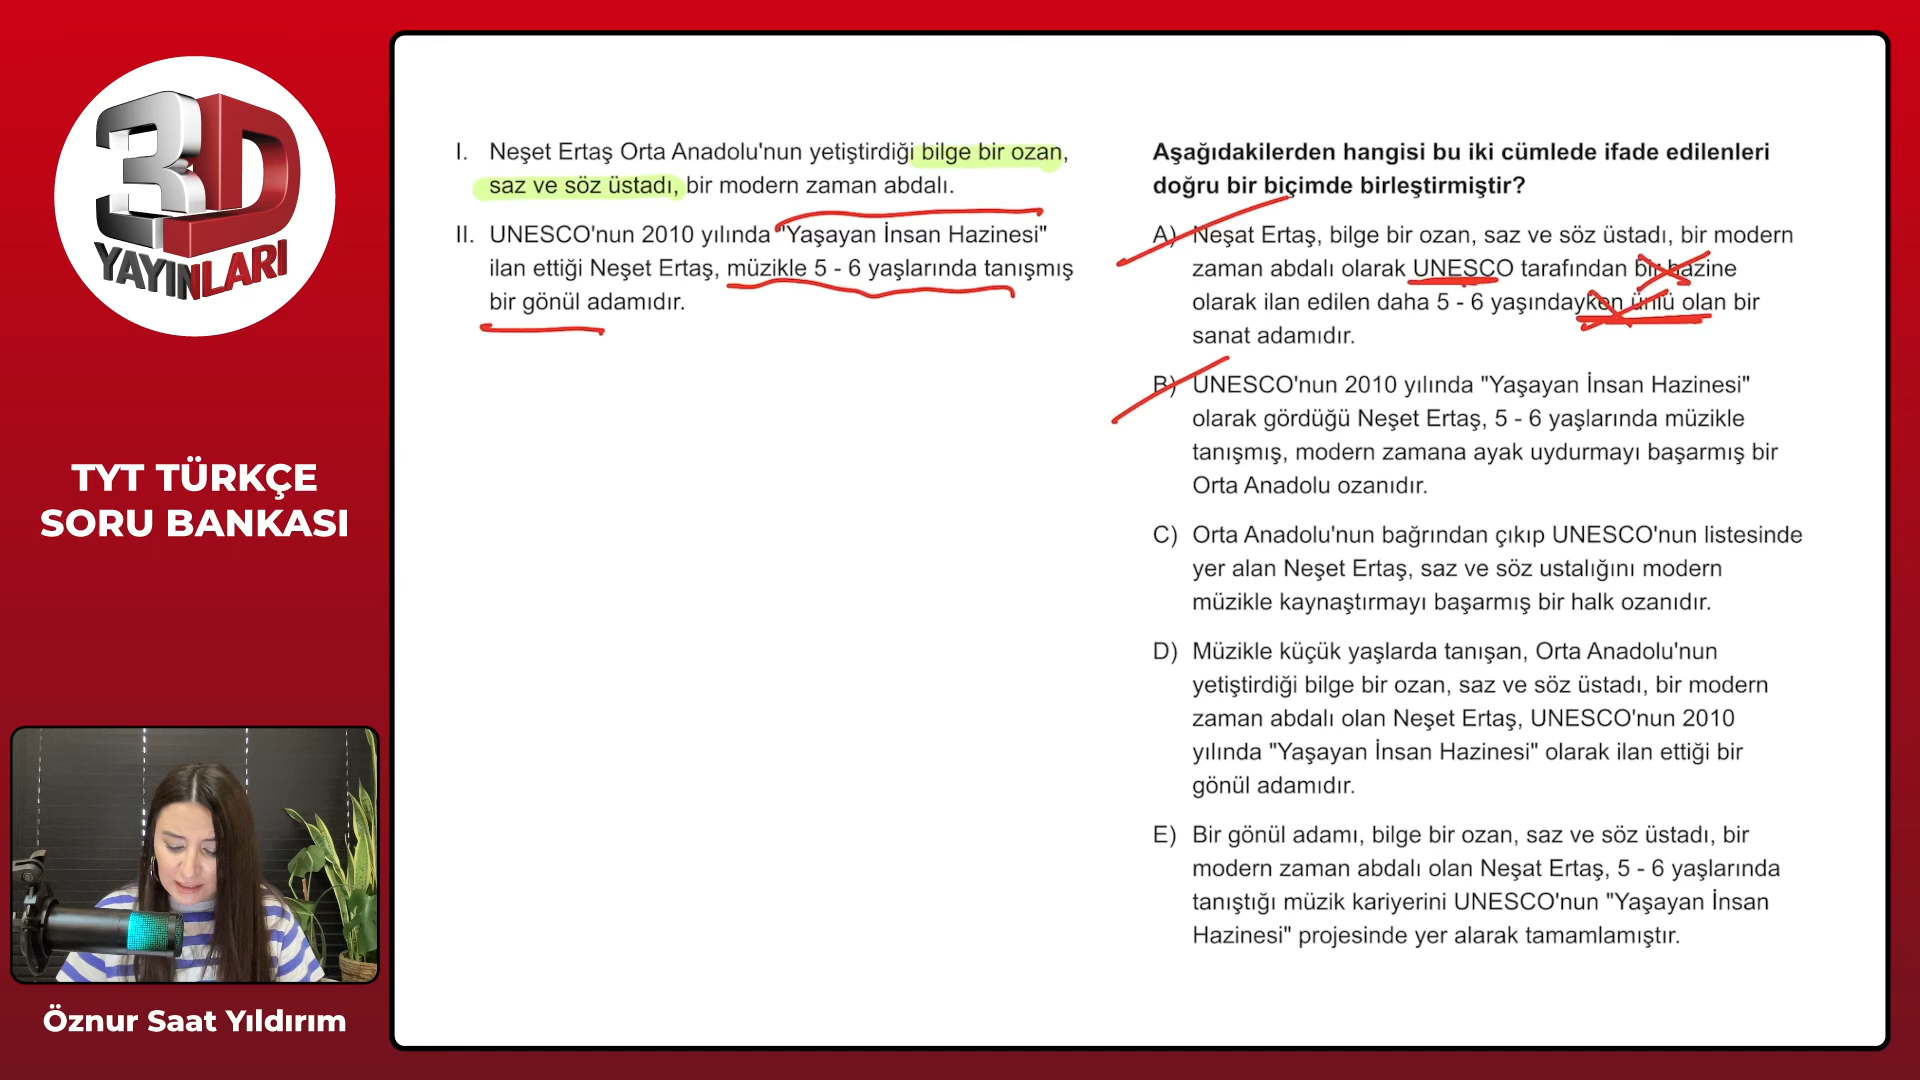 3D
YAYINLARI
TYT TÜRKÇE
SORU BANKASI
Öznur Saat Yıldırım
I. Neşet Ertaş Orta Anadolu'nun yetiştirdiği bilge bir ozan,
saz ve söz üstadı, bir modern zaman abdalı.
II. UNESCO'nun 2010 yılında "Yaşayan İnsan Hazinesi"
ilan ettiği Neşet Ertaş, müzikle 5 - 6 yaşlarında tanışmış
bir gönül adamıdır.
Aşağıdakilerden hangisi bu iki cümlede ifade edilenleri
doğru bir biçimde birleştirmiştir?
A) Neşat Ertaş, bilge bir ozan, saz ve söz üstadı, bir modern
zaman abdalı olarak UNESCO tarafından bir hazine
olarak ilan edilen daha 5 - 6 yaşındayken ünlü olan bir
sanat adamıdır.
B) UNESCO'nun 2010 yılında "Yaşayan İnsan Hazinesi"
olarak gördüğü Neşet Ertaş, 5 - 6 yaşlarında müzikle
tanışmış, modern zamana ayak uydurmayı başarmış bir
Orta Anadolu ozanıdır.
C) Orta Anadolu'nun bağrından çıkıp UNESCO'nun listesinde
yer alan Neşet Ertaş, saz ve söz ustalığını modern
müzikle kaynaştırmayı başarmış bir halk ozanıdır.
D) Müzikle küçük yaşlarda tanışan, Orta Anadolu'nun
yetiştirdiği bilge bir ozan, saz ve söz üstadı, bir modern
zaman abdalı olan Neşet Ertaş, UNESCO'nun 2010
yılında "Yaşayan İnsan Hazinesi" olarak ilan ettiği bir
gönül adamıdır.
E) Bir gönül adamı, bilge bir ozan, saz ve söz üstadı, bir
modern zaman abdalı olan Neşat Ertaş, 5 - 6 yaşlarında
tanıştığı müzik kariyerini UNESCO'nun "Yaşayan İnsan
Hazinesi" projesinde yer alarak tamamlamıştır.